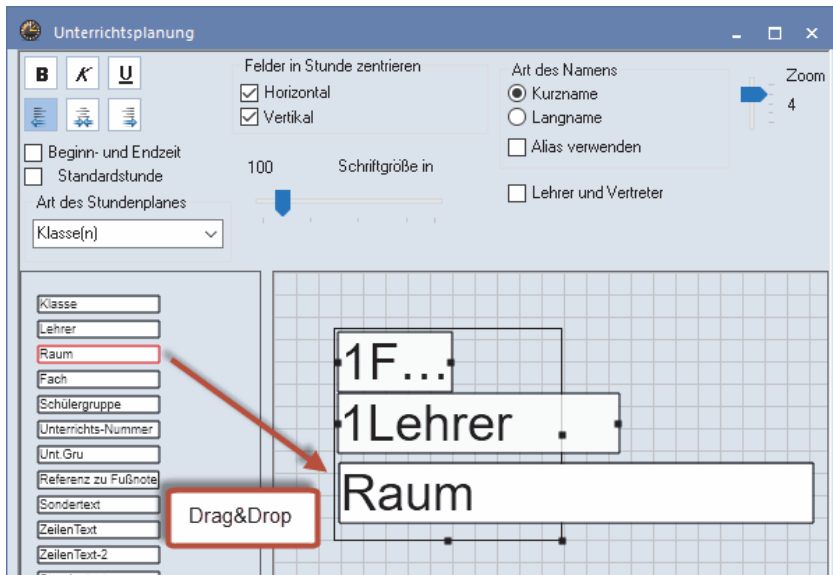 Unterrichtsplanung
B K U
Felder in Stunde zentrieren
Horizontal
Vertikal
Art des Namens
Kurzname
Langname
Alias verwenden
Zoom
4
Beginn- und Endzeit
Standardstunde
100 Schriftgröße in
Lehrer und Vertreter
Art des Stundenplanes
Klasse(n)
Klasse
Lehrer
Raum
Fach
Schülergruppe
Unterrichts-Nummer
Unt.Gru
Referenz zu Fußnote
Sondertext
ZeilenText
ZeilenText-2
1F...
1Lehrer
Raum
Drag&Drop